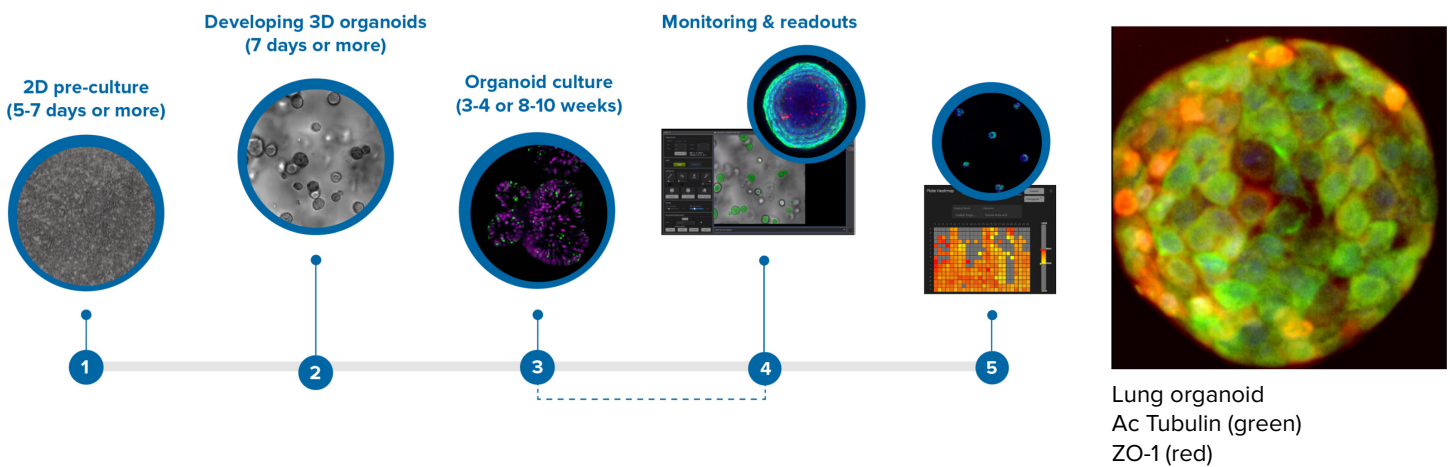 Developing 3D organoids
(7 days or more)
Monitoring & readouts
2D pre-culture
(5-7 days or more)
Organoid culture
(3-4 or 8-10 weeks)
Plate Heatmap
1
2
3
4
5
Lung organoid
Ac Tubulin (green)
ZO-1 (red)